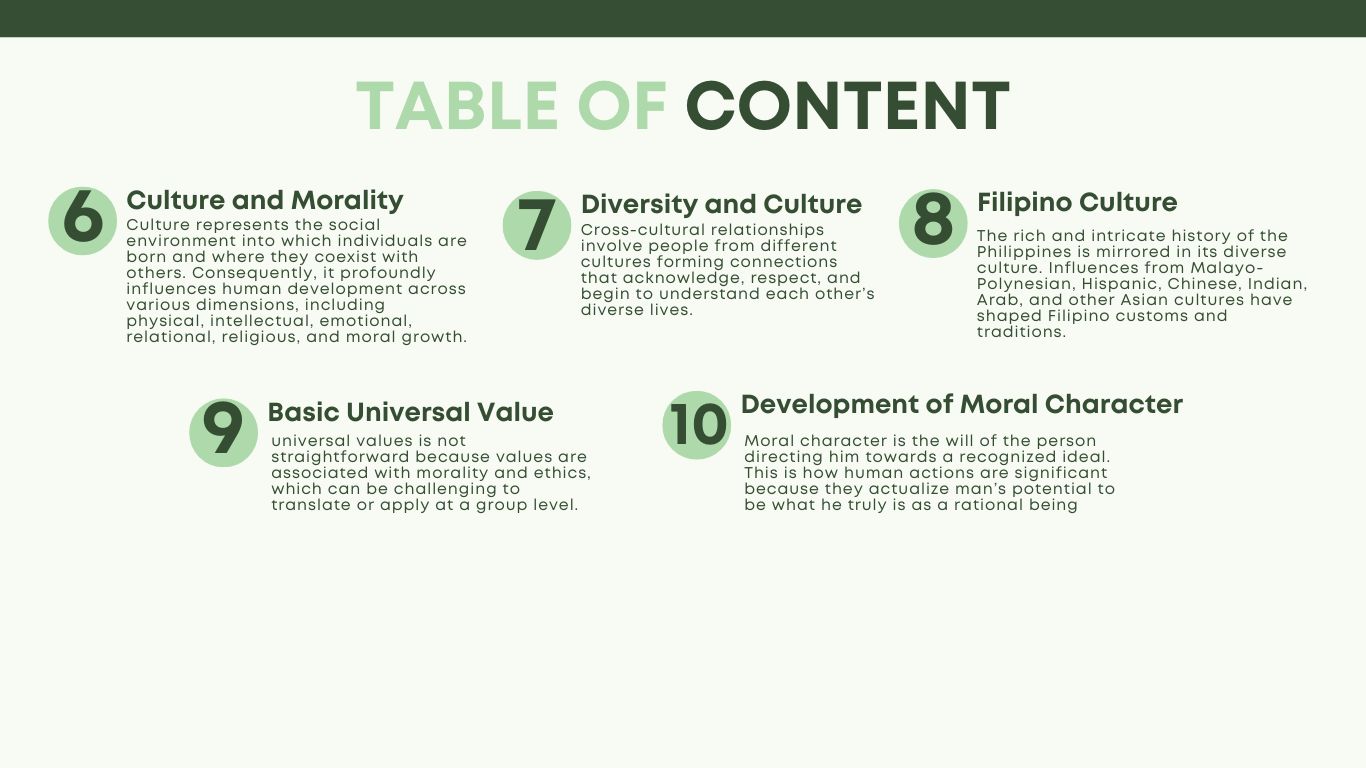 TABLE OF CONTENT
6
Culture and Morality
Culture represents the social
environment into which individuals are
born and where they coexist with
others. Consequently, it profoundly
influences human development across
various dimensions, including
physical, intellectual, emotional,
relational, religious, and moral growth.
7
Diversity and Culture
Cross-cultural relationships
involve people from different
cultures forming connections
that acknowledge, respect, and
begin to understand each other’s
diverse lives.
8
Filipino Culture
The rich and intricate history of the
Philippines is mirrored in its diverse
culture. Influences from Malayo-
Polynesian, Hispanic, Chinese, Indian,
Arab, and other Asian cultures have
shaped Filipino customs and
traditions.
9
Basic Universal Value
universal values is not
straightforward because values are
associated with morality and ethics,
which can be challenging to
translate or apply at a group level.
10
Development of Moral Character
Moral character is the will of the person
directing him towards a recognized ideal.
This is how human actions are significant
because they actualize man’s potential to
be what he truly is as a rational being